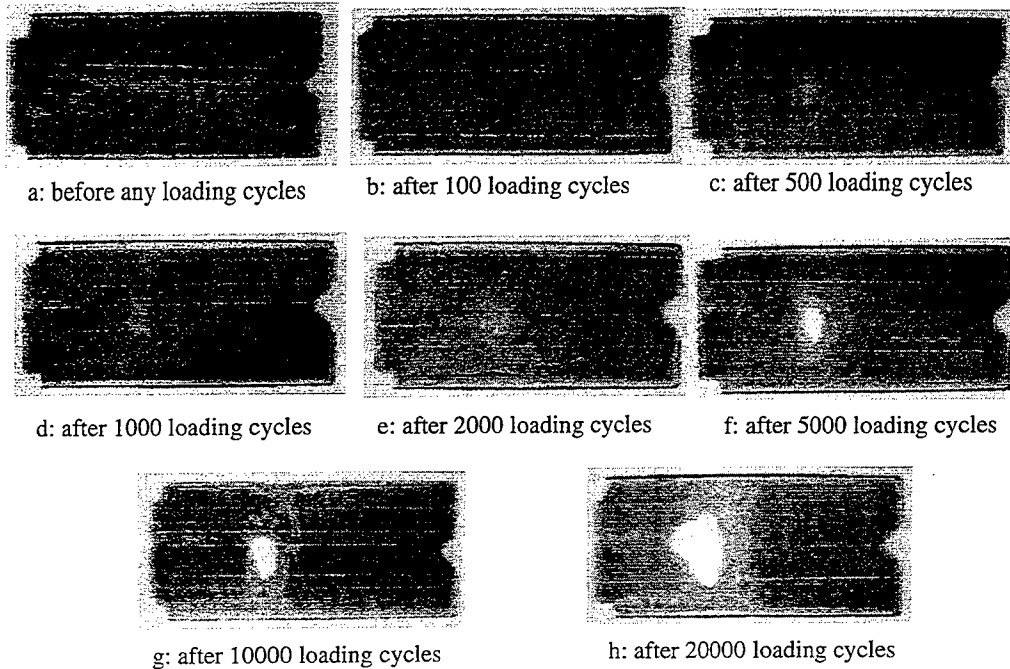 a: before any loading cycles
b: after 100 loading cycles
c: after 500 loading cycles
d: after 1000 loading cycles
e: after 2000 loading cycles
f: after 5000 loading cycles
g: after 10000 loading cycles
h: after 20000 loading cycles